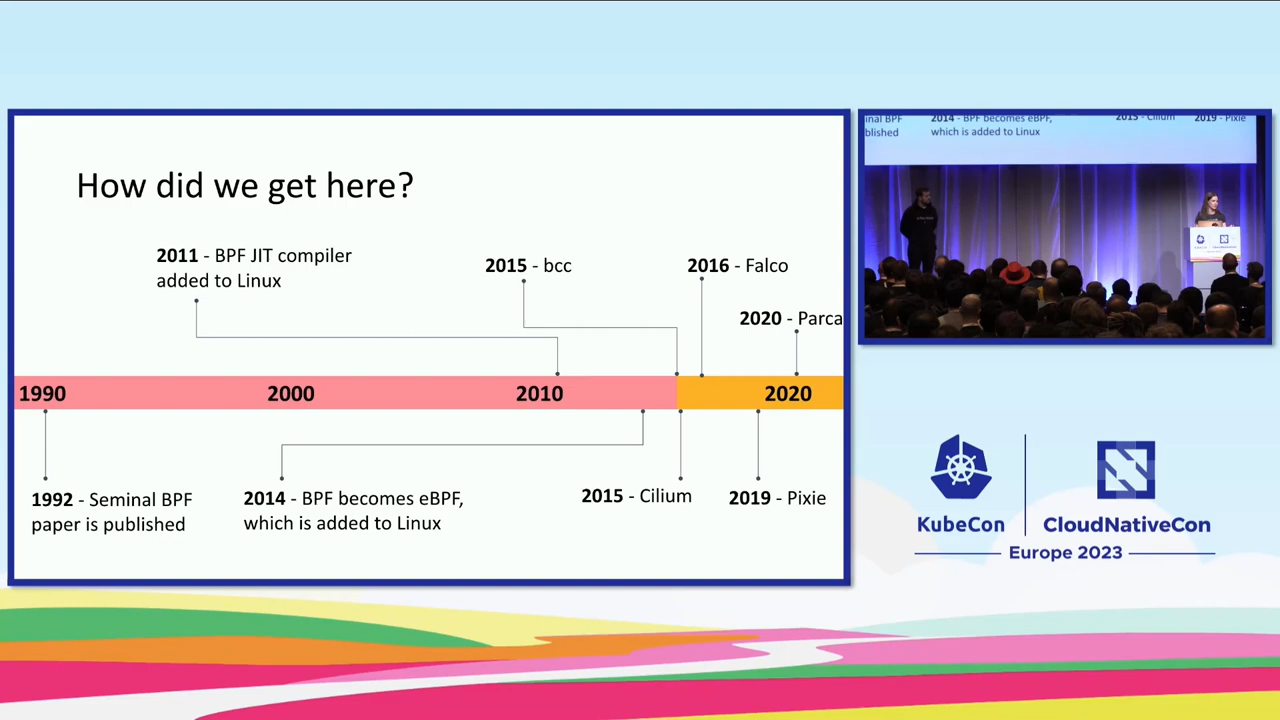 How did we get here?
2011 - BPF JIT compiler
added to Linux
2015 - bcc
2016 - Falco
2020 - Parca
1990
2000
2010
2020
1992 - Seminal BPF
paper is published
2014 - BPF becomes eBPF,
which is added to Linux
2015 - Cilium
2019 - Pixie
inal BPF
blished
2014 - BPF becomes eBPF,
which is added to Linux
2015 - Cilium
2019 - Pixie
KubeCon
CloudNativeCon
Europe 2023